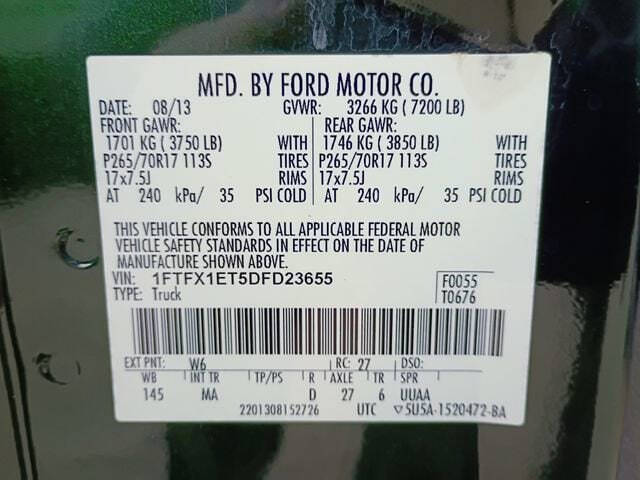 MFD. BY FORD MOTOR CO.
DATE: 08/13 GVWR: 3266 KG ( 7200 LB)
FRONT GAWR: REAR GAWR:
1701 KG ( 3750 LB) WITH 1746 KG ( 3850 LB) WITH
P265/70R17 113S TIRES P265/70R17 113S TIRES
17x7.5J RIMS 17x7.5J RIMS
AT 240 kPa/ 35 PSI COLD AT 240 kPa/ 35 PSI COLD
THIS VEHICLE CONFORMS TO ALL APPLICABLE FEDERAL MOTOR
VEHICLE SAFETY STANDARDS IN EFFECT ON THE DATE OF
MANUFACTURE SHOWN ABOVE.
VIN: 1FTFX1ET5DFD23655 F0055
TYPE: Truck T0676
EXT PNT: W6 RC: 27 DSO:
WB INT TR TP/PS R AXLE TR SPR
145 MA D 27 6 UUAA
2201308152726 UTC ▽5U5A-1520472-BA